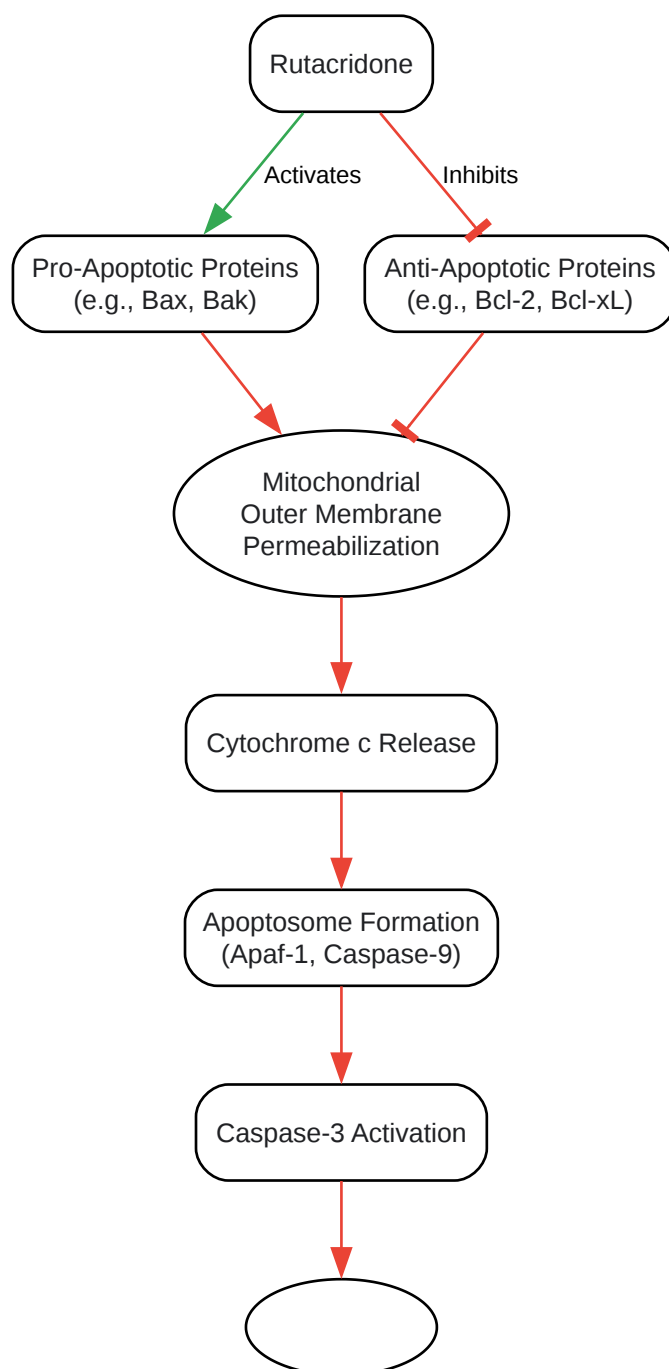 Rutacridone
Activates
Inhibits
Pro-Apoptotic Proteins
(e.g., Bax, Bak)
Anti-Apoptotic Proteins
(e.g., Bcl-2, Bcl-xL)
Mitochondrial
Outer Membrane
Permeabilization
Cytochrome c Release
Apoptosome Formation
(Apaf-1, Caspase-9)
Caspase-3 Activation